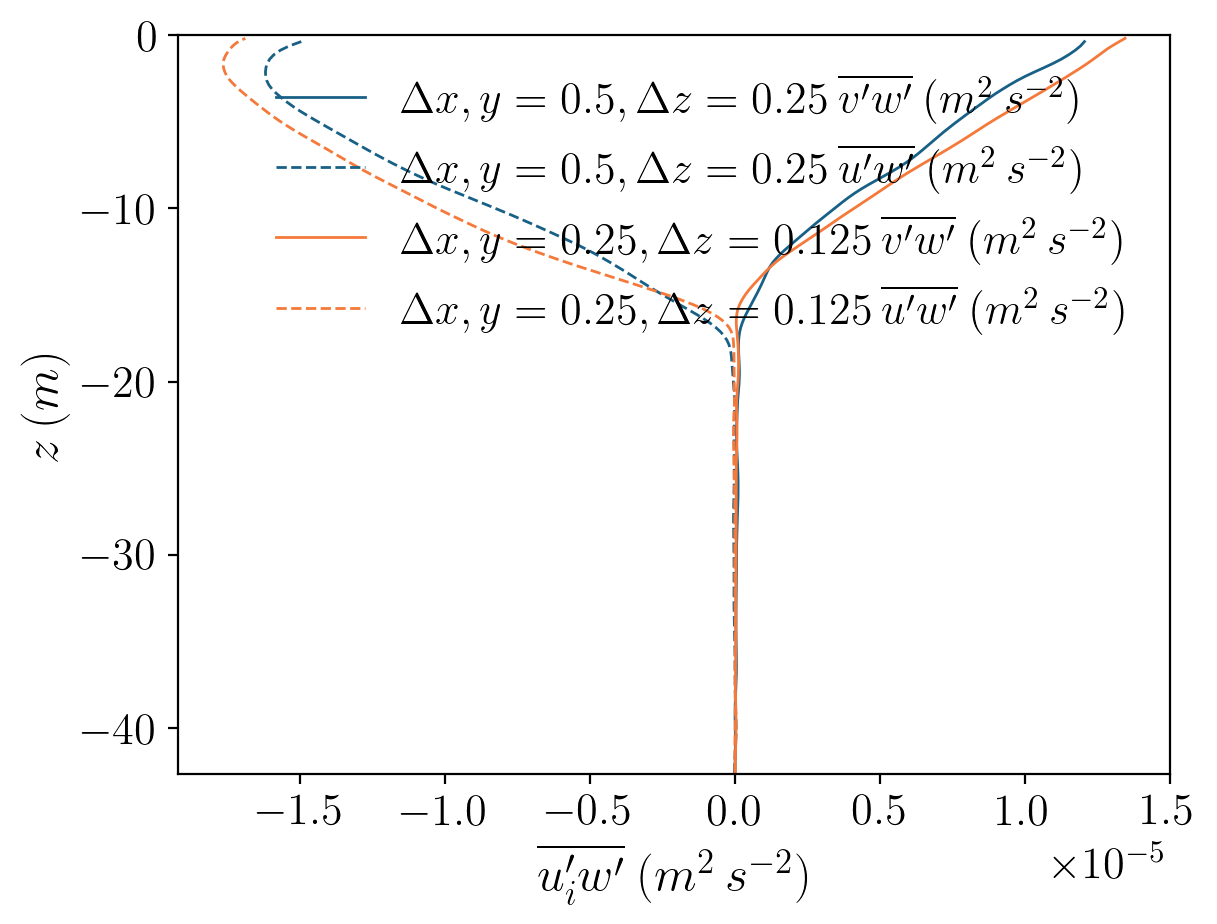 0
−10
−20
−30
−40
z (m)
Δx, y = 0.5, Δz = 0.25 \overline{v′w′} (m² s⁻²)
Δx, y = 0.5, Δz = 0.25 \overline{u′w′} (m² s⁻²)
Δx, y = 0.25, Δz = 0.125 \overline{v′w′} (m² s⁻²)
Δx, y = 0.25, Δz = 0.125 \overline{u′w′} (m² s⁻²)
−1.5 −1.0 −0.5 0.0 0.5 1.0 1.5
×10⁻⁵
\overline{u′ᵢw′} (m² s⁻²)